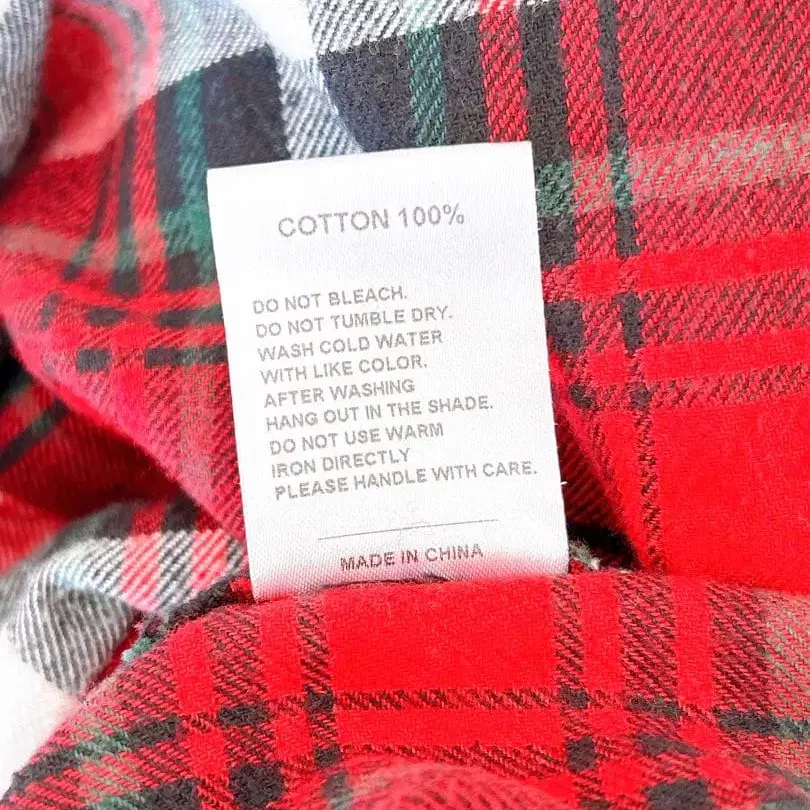 COTTON 100%
DO NOT BLEACH.
DO NOT TUMBLE DRY.
WASH COLD WATER
WITH LIKE COLOR.
AFTER WASHING
HANG OUT IN THE SHADE.
DO NOT USE WARM
IRON DIRECTLY
PLEASE HANDLE WITH CARE.
MADE IN CHINA